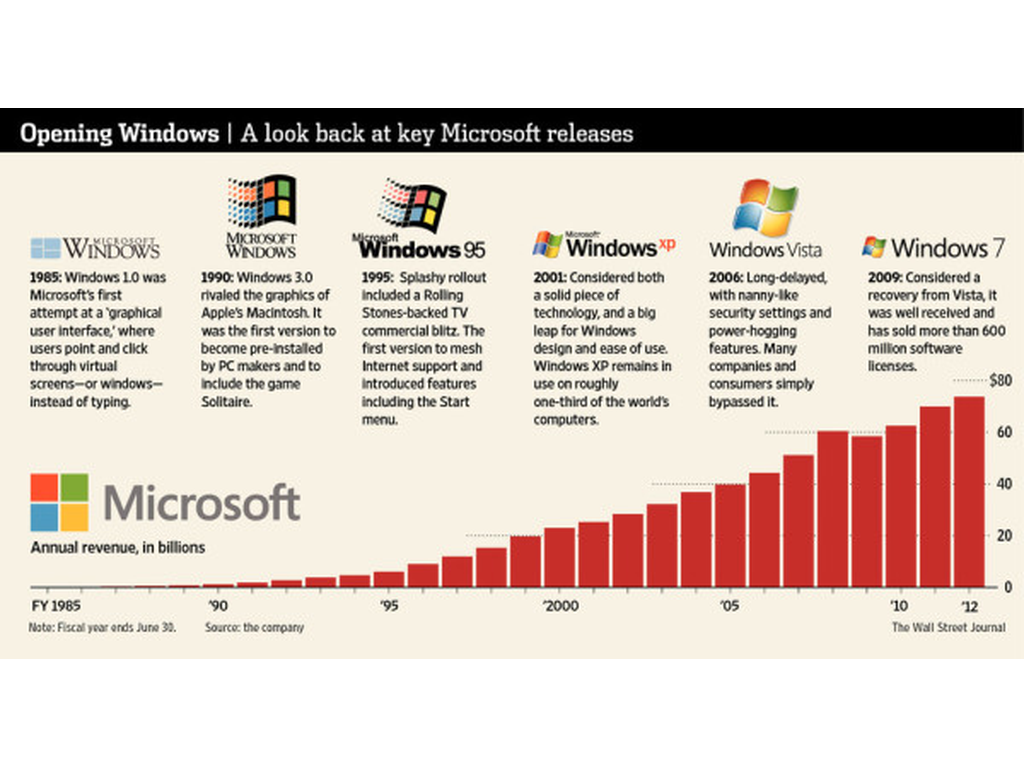 Opening Windows | A look back at key Microsoft releases
MICROSOFT
WINDOWS
1985: Windows 1.0 was
Microsoft's first
attempt at a 'graphical
user interface,' where
users point and click
through virtual
screens—or windows—
instead of typing.
MICROSOFT
WINDOWS
1990: Windows 3.0
rivaled the graphics of
Apple's Macintosh. It
was the first version to
become pre-installed
by PC makers and to
include the game
Solitaire.
Microsoft
Windows 95
1995: Splashy rollout
included a Rolling
Stones-backed TV
commercial blitz. The
first version to mesh
Internet support and
introduced features
including the Start
menu.
Microsoft
Windows xp
2001: Considered both
a solid piece of
technology, and a big
leap for Windows
design and ease of use.
Windows XP remains in
use on roughly
one-third of the world's
computers.
Windows Vista
2006: Long-delayed,
with nanny-like
security settings and
power-hogging
features. Many
companies and
consumers simply
bypassed it.
Windows 7
2009: Considered a
recovery from Vista, it
was well received and
has sold more than 600
million software
licenses.
Microsoft
Annual revenue, in billions
$80
60
40
20
0
FY 1985 '90 '95 '2000 '05 '10 '12
Note: Fiscal year ends June 30. Source: the company
The Wall Street Journal